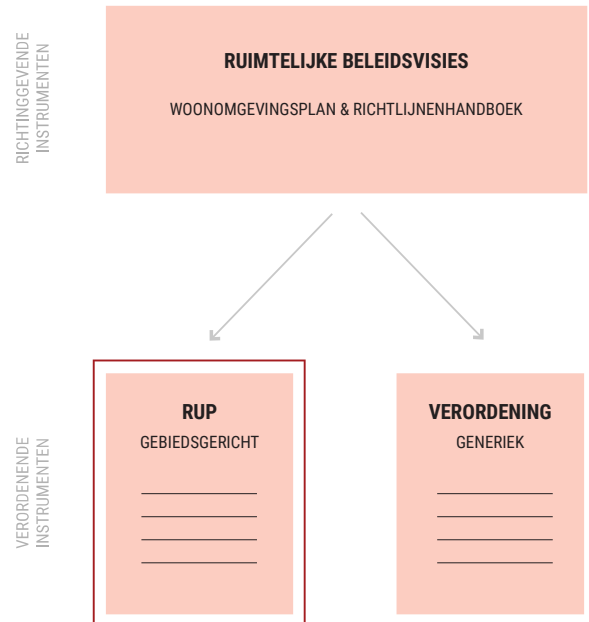 RICHTINGGEVENDE
INSTRUMENTEN
RUIMTELIJKE BELEIDSVISIES
WOONOMGEVINGSPLAN & RICHTLIJNENHANDBOEK
VERORDENENDE
INSTRUMENTEN
RUP
GEBIEDSGERICHT
VERORDENING
GENERIEK